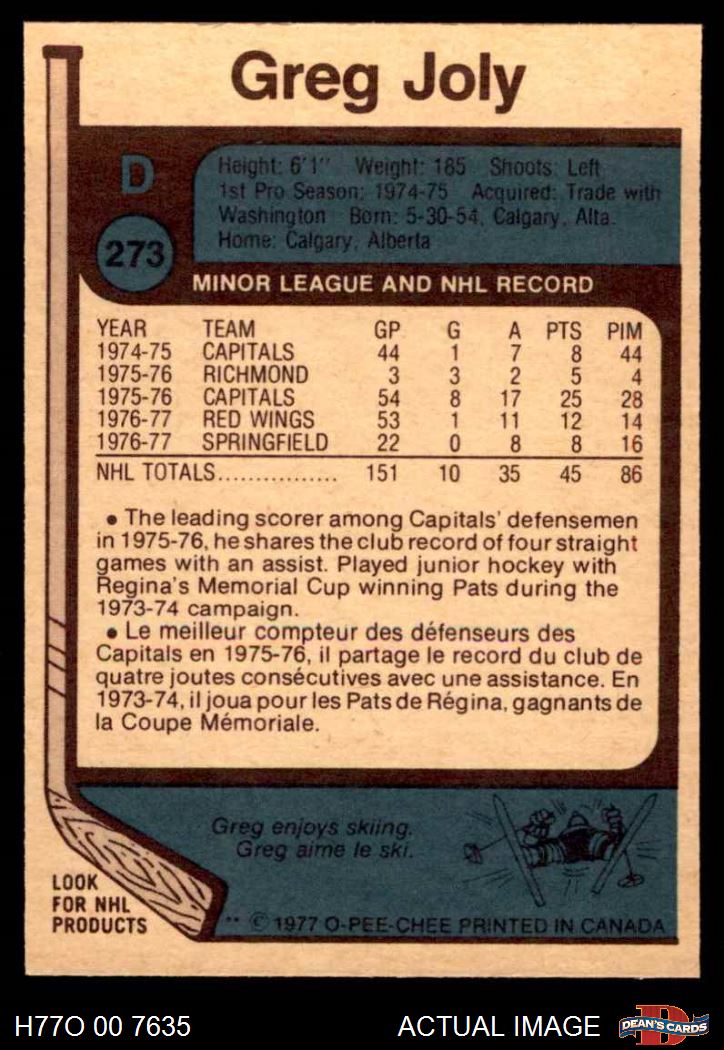 Greg Joly
D
273
Height: 6'1" Weight: 185 Shoots: Left
1st Pro Season: 1974-75 Acquired: Trade with
Washington Born: 5-30-54, Calgary, Alta.
Home: Calgary, Alberta
MINOR LEAGUE AND NHL RECORD
YEAR TEAM GP G A PTS PIM
1974-75 CAPITALS 44 1 7 8 44
1975-76 RICHMOND 3 3 2 5 4
1975-76 CAPITALS 54 8 17 25 28
1976-77 RED WINGS 53 1 11 12 14
1976-77 SPRINGFIELD 22 0 8 8 16
NHL TOTALS................ 151 10 35 45 86
• The leading scorer among Capitals' defensemen
in 1975-76, he shares the club record of four straight
games with an assist. Played junior hockey with
Regina's Memorial Cup winning Pats during the
1973-74 campaign.
• Le meilleur compteur des défenseurs des
Capitals en 1975-76, il partage le record du club de
quatre joutes consécutives avec une assistance. En
1973-74, il joua pour les Pats de Régina, gagnants de
la Coupe Mémoriale.
Greg enjoys skiing.
Greg aime le ski.
LOOK
FOR NHL
PRODUCTS
** © 1977 O-PEE-CHEE PRINTED IN CANADA
H77O 00 7635
ACTUAL IMAGE
D
DEAN'S CARDS